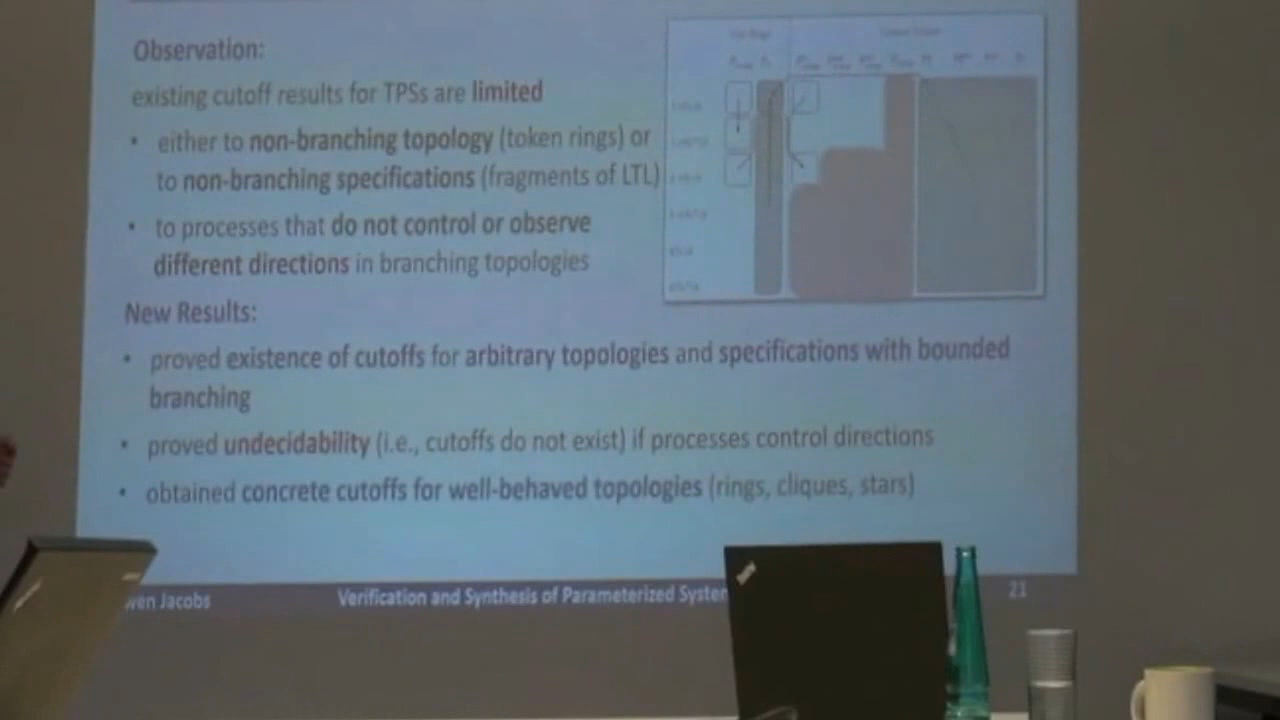 Observation:
existing cutoff results for TPSs are limited
• either to non-branching topology (token rings) or
to non-branching specifications (fragments of LTL)
• to processes that do not control or observe
different directions in branching topologies
New Results:
• proved existence of cutoffs for arbitrary topologies and specifications with bounded
branching
• proved undecidability (i.e., cutoffs do not exist) if processes control directions
• obtained concrete cutoffs for well-behaved topologies (rings, cliques, stars)
Jacobs
Verification and Synthesis of Parameterized
21